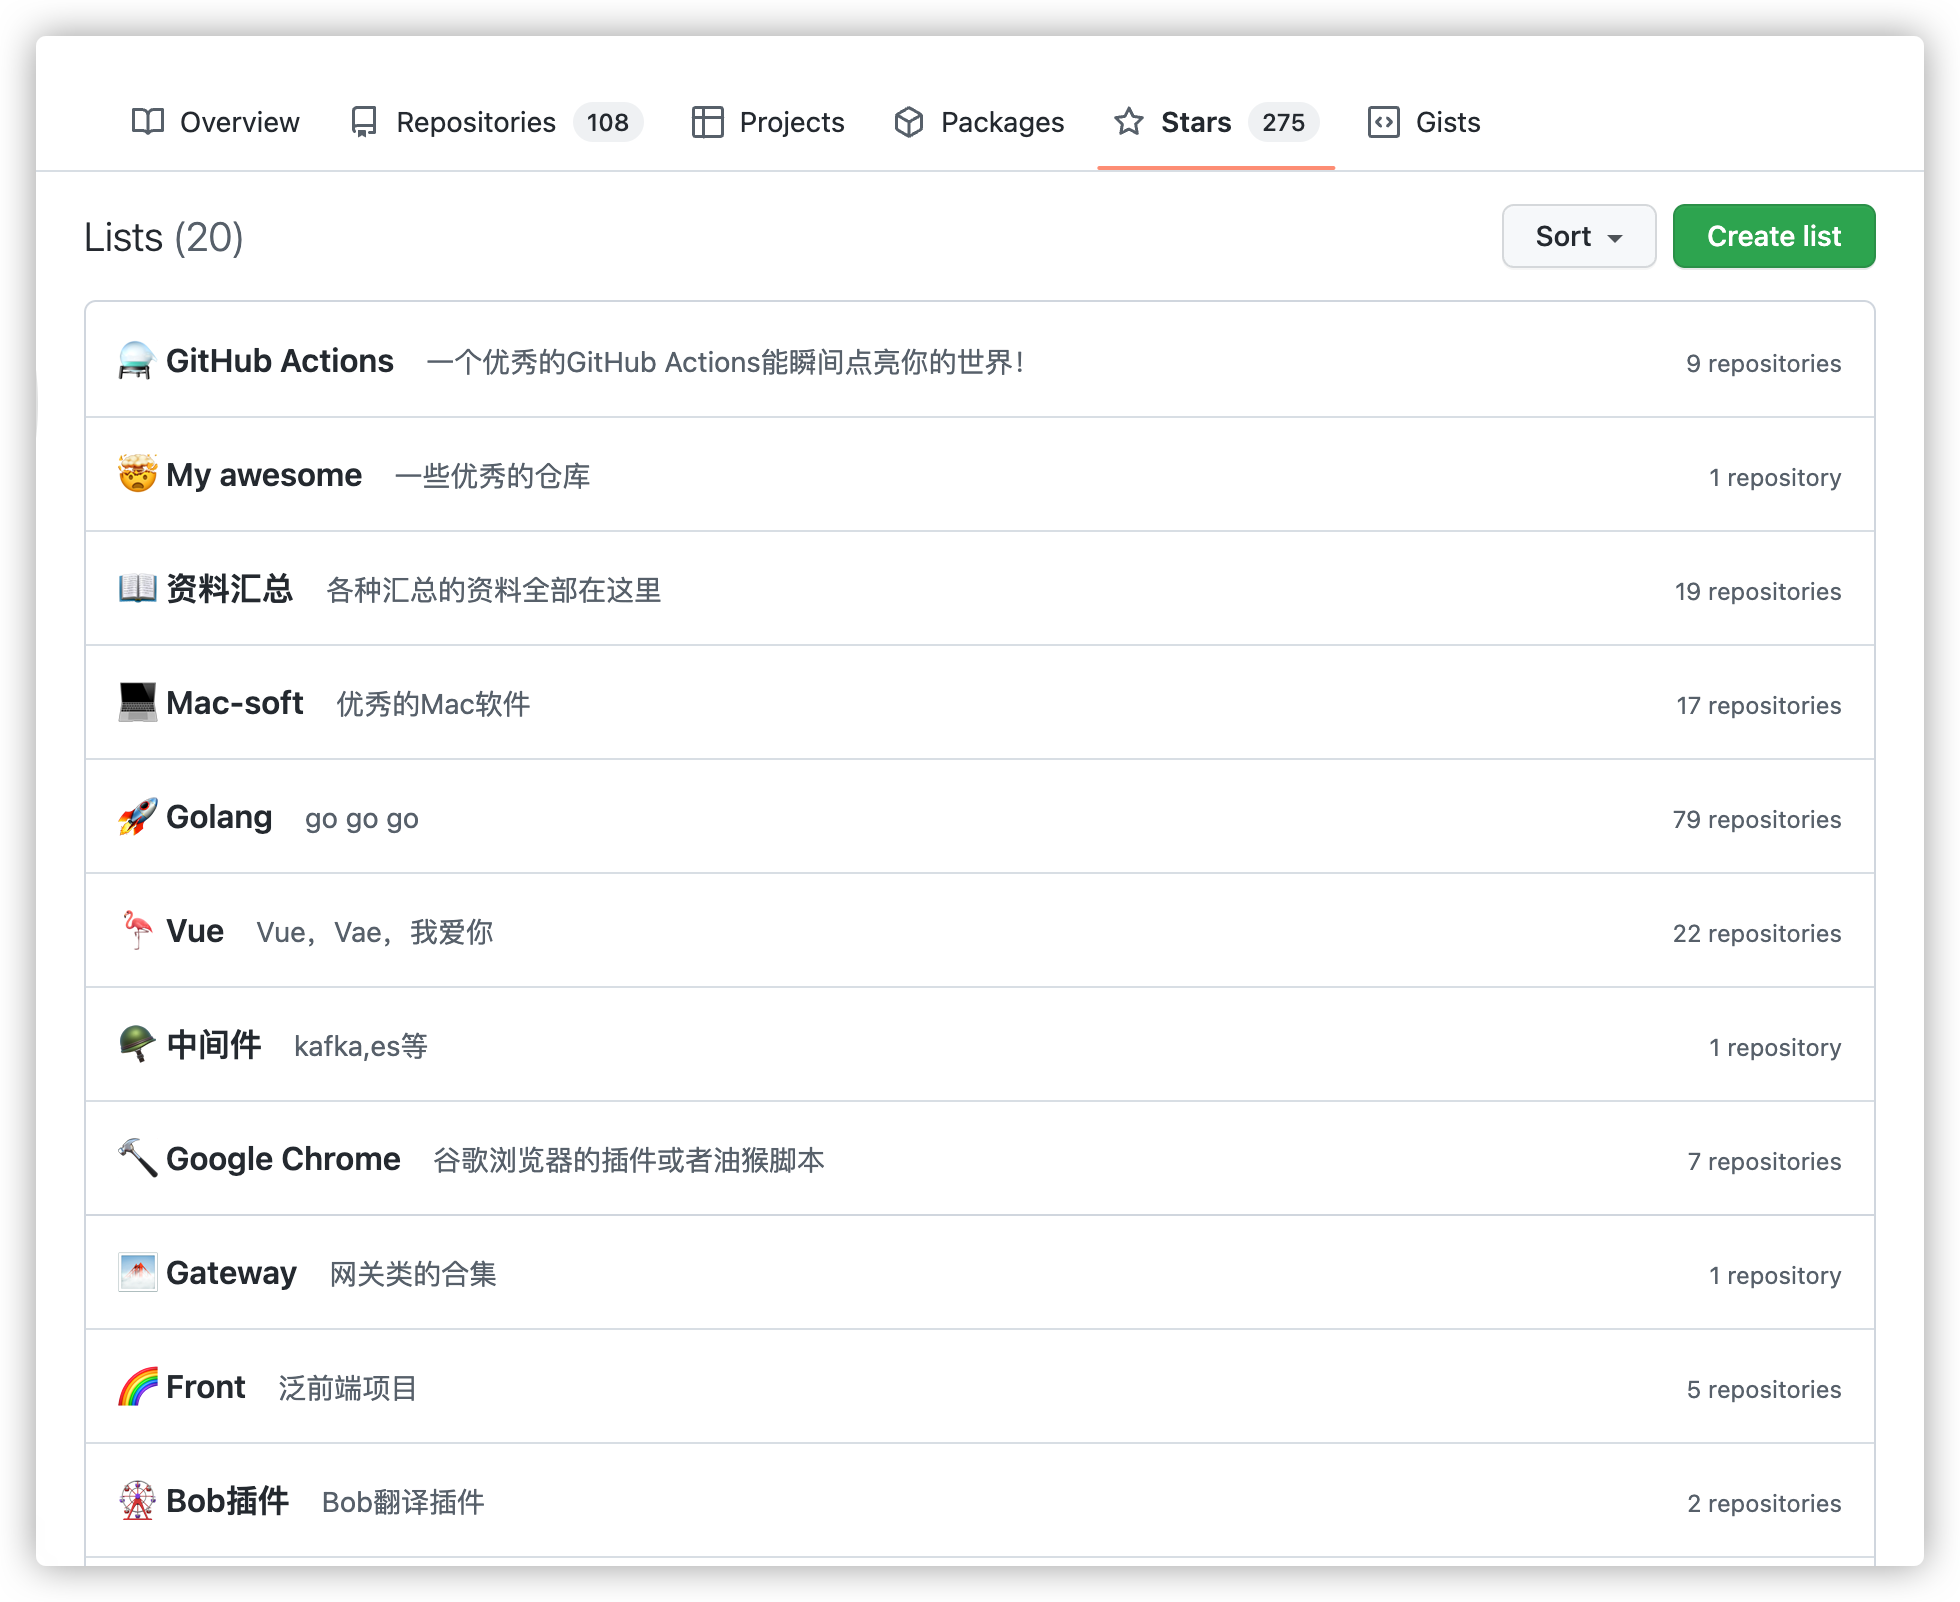 Overview Repositories 108 Projects Packages Stars 275 Gists
Lists (20) Sort Create list
GitHub Actions 一个优秀的GitHub Actions能瞬间点亮你的世界！ 9 repositories
My awesome 一些优秀的仓库 1 repository
资料汇总 各种汇总的资料全部在这里 19 repositories
Mac-soft 优秀的Mac软件 17 repositories
Golang go go go 79 repositories
Vue Vue，Vae，我爱你 22 repositories
中间件 kafka,es等 1 repository
Google Chrome 谷歌浏览器的插件或者油猴脚本 7 repositories
Gateway 网关类的合集 1 repository
Front 泛前端项目 5 repositories
Bob插件 Bob翻译插件 2 repositories